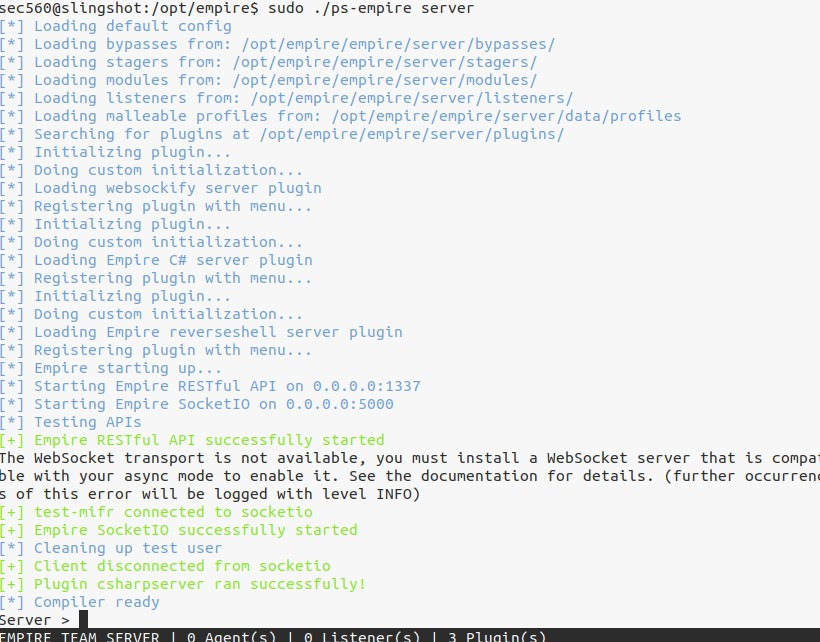 sec560@slingshot:/opt/empire$ sudo ./ps-empire server
[*] Loading default config
[*] Loading bypasses from: /opt/empire/empire/server/bypasses/
[*] Loading stagers from: /opt/empire/empire/server/stagers/
[*] Loading modules from: /opt/empire/empire/server/modules/
[*] Loading listeners from: /opt/empire/empire/server/listeners/
[*] Loading malleable profiles from: /opt/empire/empire/server/data/profiles
[*] Searching for plugins at /opt/empire/empire/server/plugins/
[*] Initializing plugin...
[*] Doing custom initialization...
[*] Loading websockify server plugin
[*] Registering plugin with menu...
[*] Initializing plugin...
[*] Doing custom initialization...
[*] Loading Empire C# server plugin
[*] Registering plugin with menu...
[*] Initializing plugin...
[*] Doing custom initialization...
[*] Loading Empire reverseshell server plugin
[*] Registering plugin with menu...
[*] Empire starting up...
[*] Starting Empire RESTful API on 0.0.0.0:1337
[*] Starting Empire SocketIO on 0.0.0.0:5000
[*] Testing APIs
[+] Empire RESTful API successfully started
The WebSocket transport is not available, you must install a WebSocket server that is compat
ble with your async mode to enable it. See the documentation for details. (further occurrenc
s of this error will be logged with level INFO)
[+] test-mifr connected to socketio
[+] Empire SocketIO successfully started
[*] Cleaning up test user
[+] Client disconnected from socketio
[+] Plugin csharpserver ran successfully!
[*] Compiler ready
Server >
EMPIRE TEAM SERVER | 0 Agent(s) | 0 Listener(s) | 3 Plugin(s)